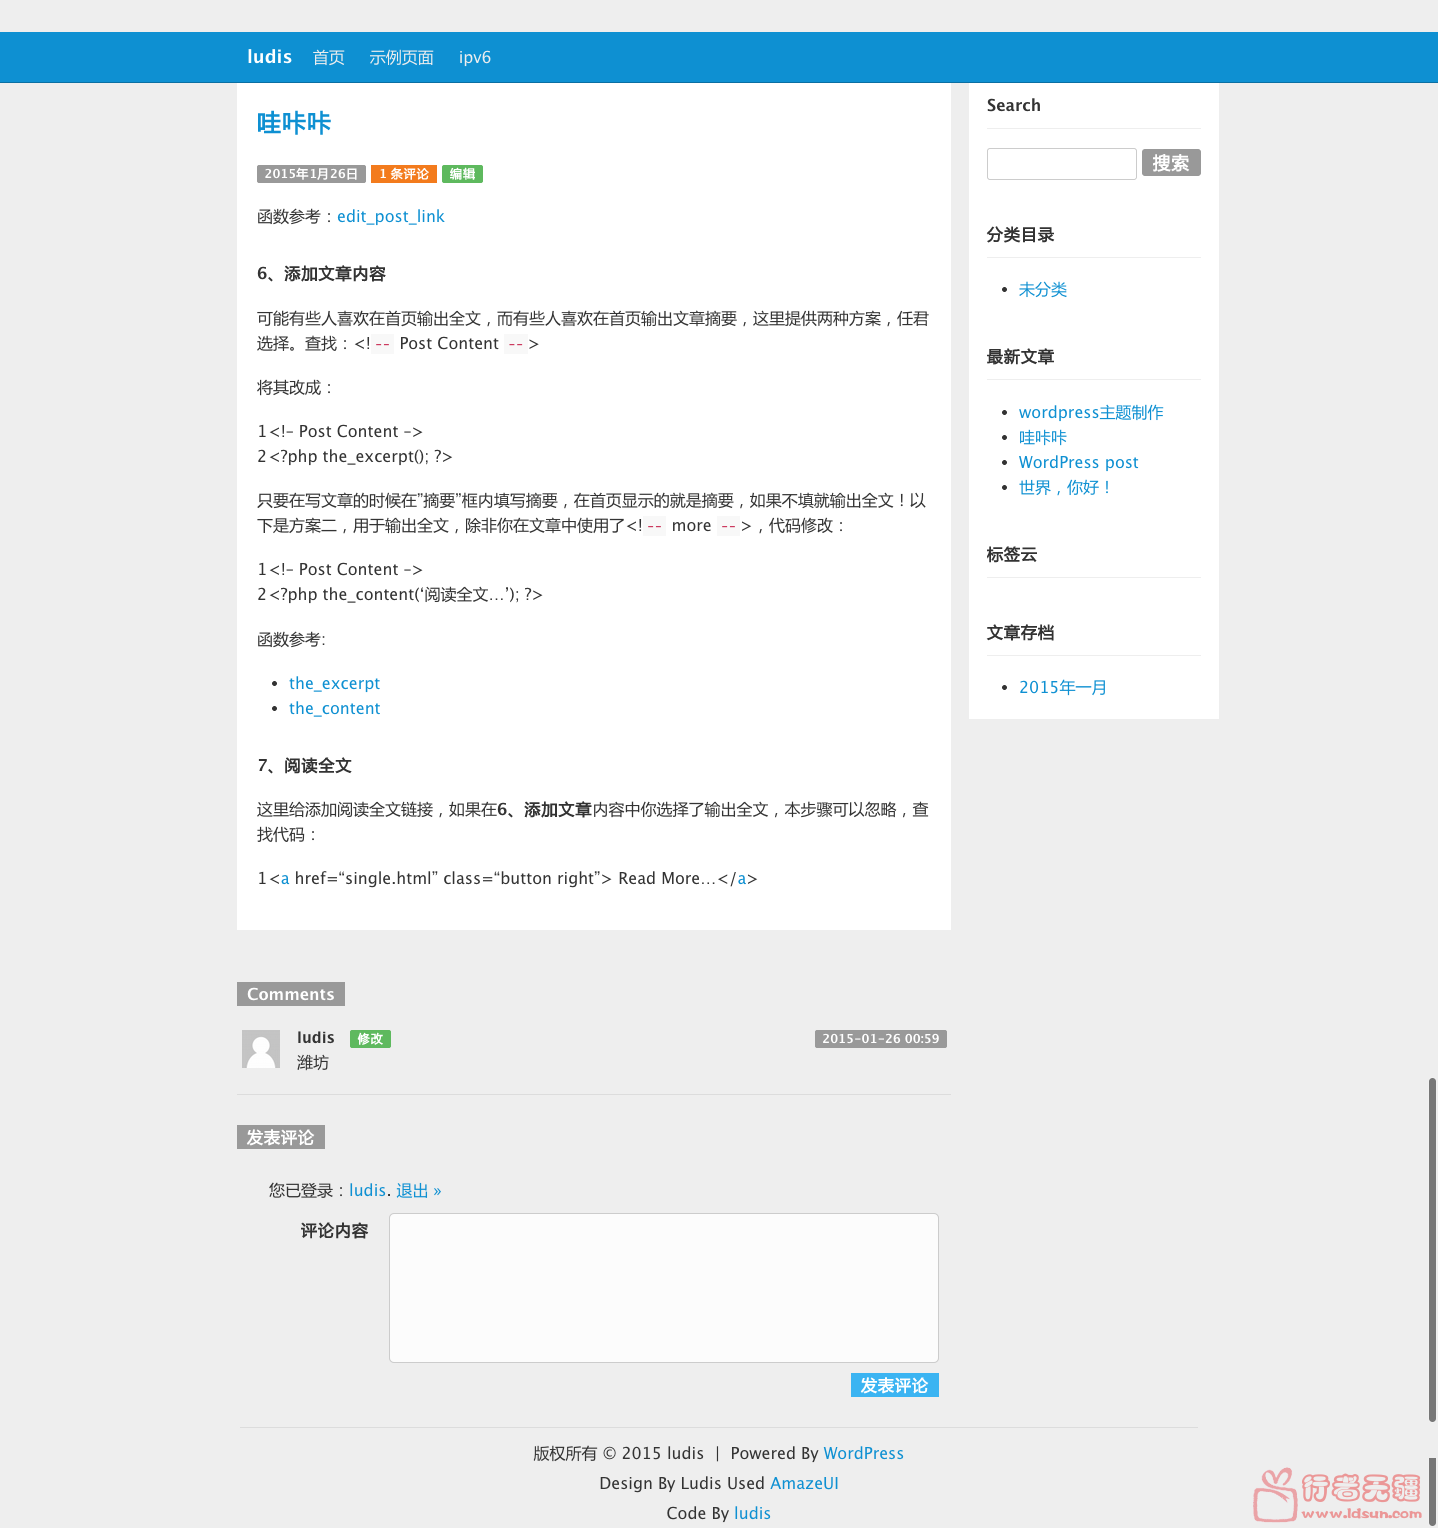 ludis 首页 示例页面 ipv6
哇咔咔
2015年1月26日 1 条评论 编辑
函数参考：edit_post_link
6、添加文章内容
可能有些人喜欢在首页输出全文，而有些人喜欢在首页输出文章摘要，这里提供两种方案，任君
选择。查找：<!-- Post Content -->
将其改成：
1<!– Post Content –>
2<?php the_excerpt(); ?>
只要在写文章的时候在”摘要”框内填写摘要，在首页显示的就是摘要，如果不填就输出全文！以
下是方案二，用于输出全文，除非你在文章中使用了<!-- more -->，代码修改：
1<!– Post Content –>
2<?php the_content(‘阅读全文…’); ?>
函数参考:
• the_excerpt
• the_content
7、阅读全文
这里给添加阅读全文链接，如果在6、添加文章内容中你选择了输出全文，本步骤可以忽略，查
找代码：
1<a href=“single.html” class=“button right”> Read More…</a>
Search
搜索
分类目录
• 未分类
最新文章
• wordpress主题制作
• 哇咔咔
• WordPress post
• 世界，你好！
标签云
文章存档
• 2015年一月
Comments
ludis 修改 2015-01-26 00:59
潍坊
发表评论
您已登录：ludis. 退出 »
评论内容
发表评论
版权所有 © 2015 ludis | Powered By WordPress
Design By Ludis Used AmazeUI
Code By ludis
行者无疆
www.ldsun.com